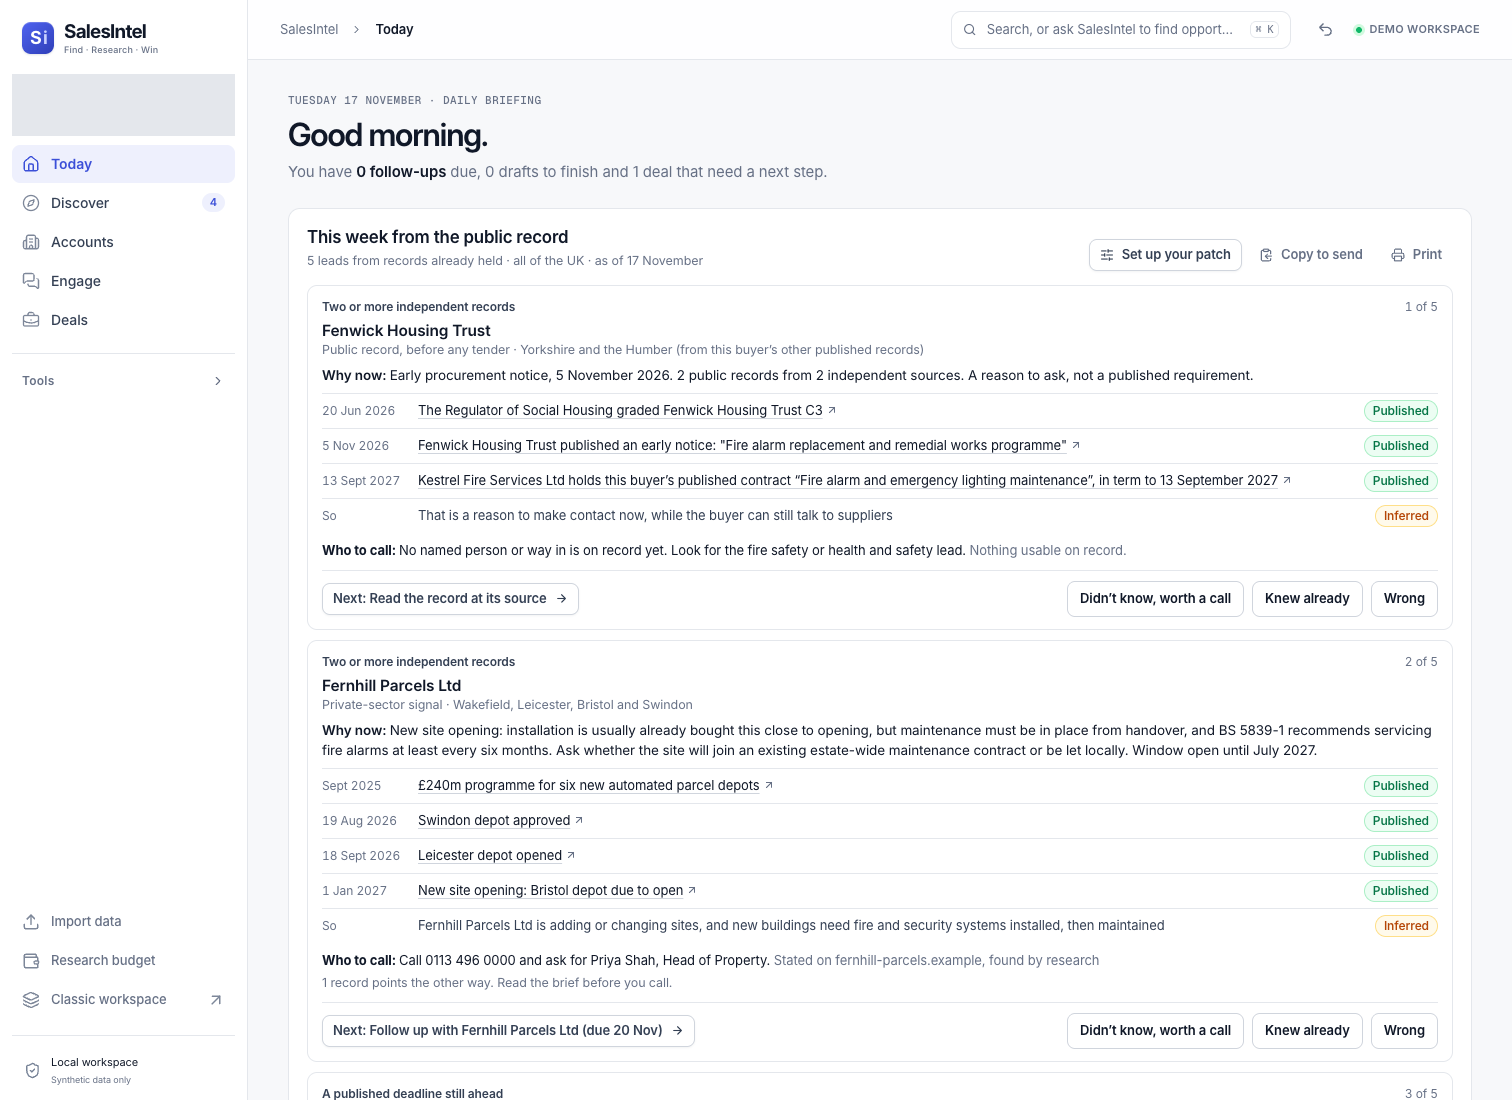 Si
SalesIntel
Find · Research · Win
Today
Discover
4
Accounts
Engage
Deals
Tools
Import data
Research budget
Classic workspace
Local workspace
Synthetic data only
SalesIntel > Today
Search, or ask SalesIntel to find opport...
⌘ K
DEMO WORKSPACE
TUESDAY 17 NOVEMBER · DAILY BRIEFING
Good morning.
You have 0 follow-ups due, 0 drafts to finish and 1 deal that need a next step.
This week from the public record
5 leads from records already held · all of the UK · as of 17 November
Set up your patch
Copy to send
Print
Two or more independent records
1 of 5
Fenwick Housing Trust
Public record, before any tender · Yorkshire and the Humber (from this buyer’s other published records)
Why now: Early procurement notice, 5 November 2026. 2 public records from 2 independent sources. A reason to ask, not a published requirement.
20 Jun 2026 The Regulator of Social Housing graded Fenwick Housing Trust C3 ↗ Published
5 Nov 2026 Fenwick Housing Trust published an early notice: "Fire alarm replacement and remedial works programme" ↗ Published
13 Sept 2027 Kestrel Fire Services Ltd holds this buyer’s published contract “Fire alarm and emergency lighting maintenance”, in term to 13 September 2027 ↗ Published
So That is a reason to make contact now, while the buyer can still talk to suppliers Inferred
Who to call: No named person or way in is on record yet. Look for the fire safety or health and safety lead. Nothing usable on record.
Next: Read the record at its source →
Didn’t know, worth a call
Knew already
Wrong
Two or more independent records
2 of 5
Fernhill Parcels Ltd
Private-sector signal · Wakefield, Leicester, Bristol and Swindon
Why now: New site opening: installation is usually already bought this close to opening, but maintenance must be in place from handover, and BS 5839-1 recommends servicing
fire alarms at least every six months. Ask whether the site will join an existing estate-wide maintenance contract or be let locally. Window open until July 2027.
Sept 2025 £240m programme for six new automated parcel depots ↗ Published
19 Aug 2026 Swindon depot approved ↗ Published
18 Sept 2026 Leicester depot opened ↗ Published
1 Jan 2027 New site opening: Bristol depot due to open ↗ Published
So Fernhill Parcels Ltd is adding or changing sites, and new buildings need fire and security systems installed, then maintained Inferred
Who to call: Call 0113 496 0000 and ask for Priya Shah, Head of Property. Stated on fernhill-parcels.example, found by research
1 record points the other way. Read the brief before you call.
Next: Follow up with Fernhill Parcels Ltd (due 20 Nov) →
Didn’t know, worth a call
Knew already
Wrong
A published deadline still ahead
3 of 5